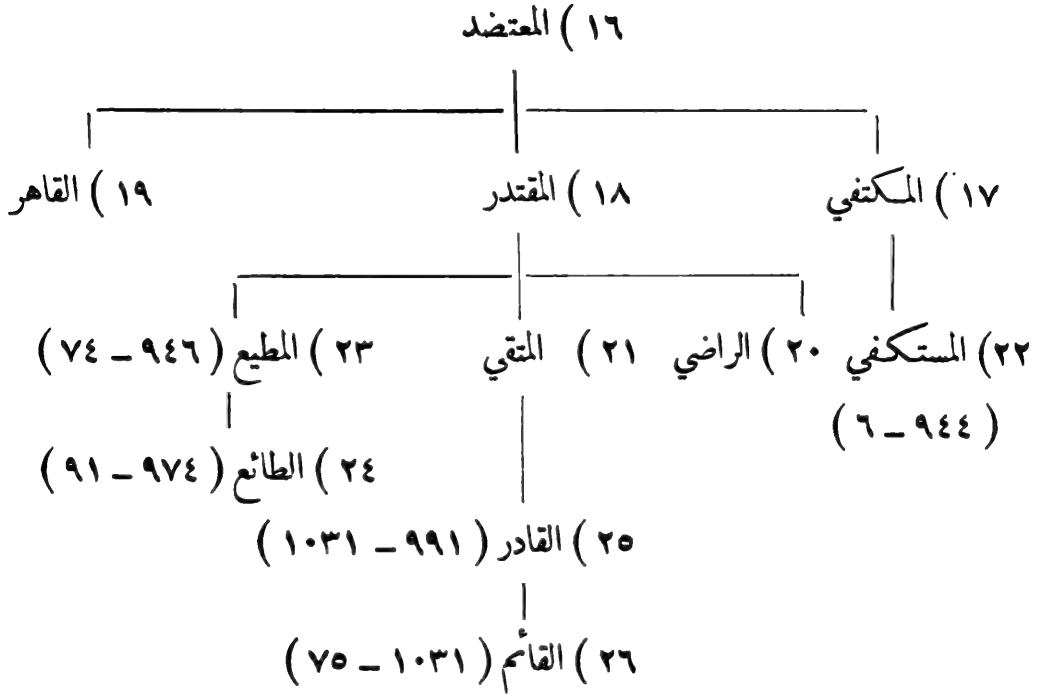 ١٦ ) المعتضد
١٧ ) المكتفي ١٨ ) المقتدر ١٩ ) القاهر
٢٢) المستكفي ٢٠ ) الراضي ٢١ ) المتقي ٢٣ ) المطيع ( ٩٤٦ – ٧٤ )
( ٩٤٤ – ٦ )
٢٤ ) الطائع ( ٩٧٤ – ٩١ )
٢٥ ) القادر ( ٩٩١ – ١٠٣١ )
٢٦ ) القائم ( ١٠٣١ – ٧٥ )